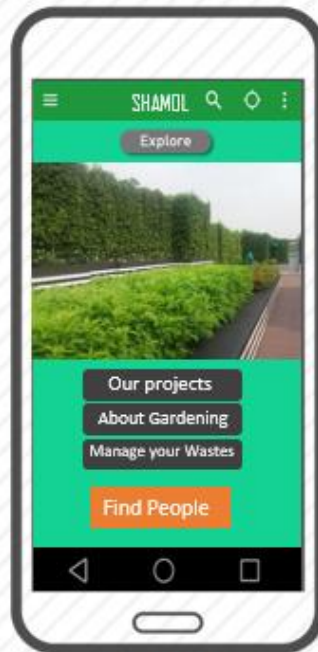 SHAMOL
Explore
Our projects
About Gardening
Manage your Wastes
Find People